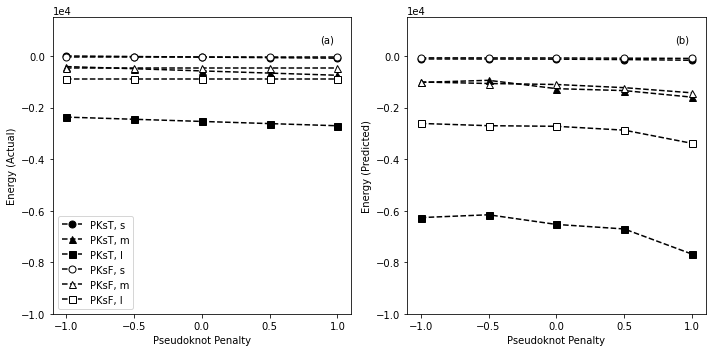 1e4
(a)
0.0
−0.2
−0.4
−0.6
−0.8
−1.0
Energy (Actual)
PKsT, s
PKsT, m
PKsT, l
PKsF, s
PKsF, m
PKsF, l
−1.0 −0.5 0.0 0.5 1.0
Pseudoknot Penalty
1e4
(b)
0.0
−0.2
−0.4
−0.6
−0.8
−1.0
Energy (Predicted)
−1.0 −0.5 0.0 0.5 1.0
Pseudoknot Penalty